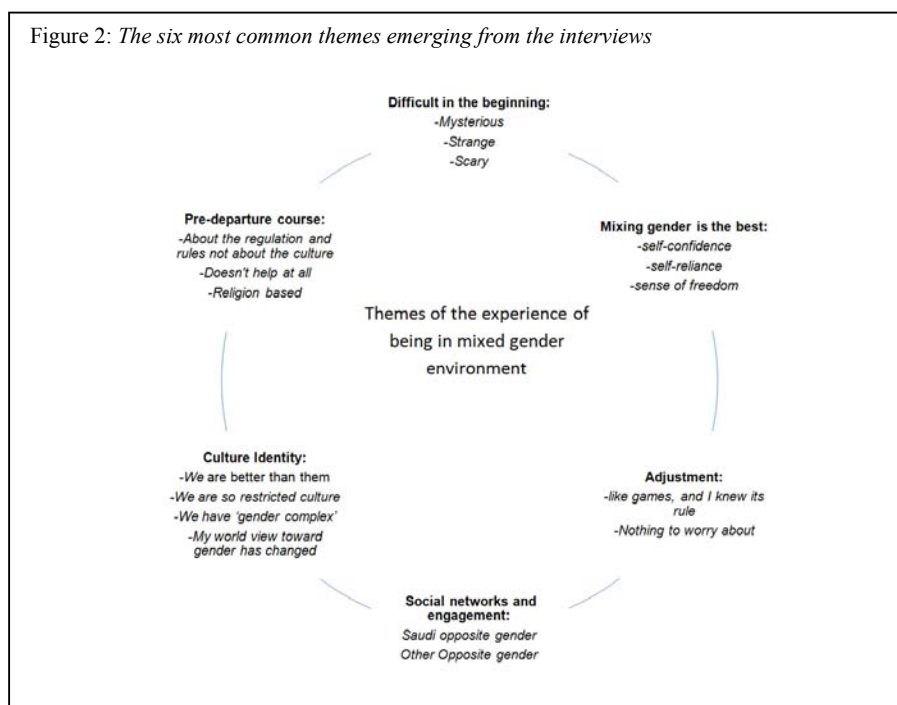 Figure 2: The six most common themes emerging from the interviews
Difficult in the beginning:
-Mysterious
-Strange
-Scary
Mixing gender is the best:
-self-confidence
-self-reliance
-sense of freedom
Adjustment:
-like games, and I knew its
rule
-Nothing to worry about
Social networks and
engagement:
Saudi opposite gender
Other Opposite gender
Culture Identity:
-We are better than them
-We are so restricted culture
-We have 'gender complex'
-My world view toward
gender has changed
Pre-departure course:
-About the regulation and
rules not about the culture
-Doesn't help at all
-Religion based
Themes of the experience of
being in mixed gender
environment